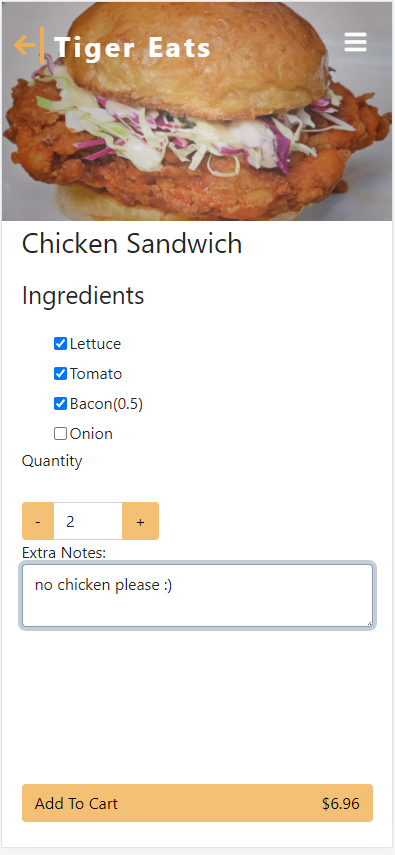 Tiger Eats
Chicken Sandwich
Ingredients
Lettuce
Tomato
Bacon(0.5)
Onion
Quantity
- 2 +
Extra Notes:
no chicken please :)
Add To Cart $6.96